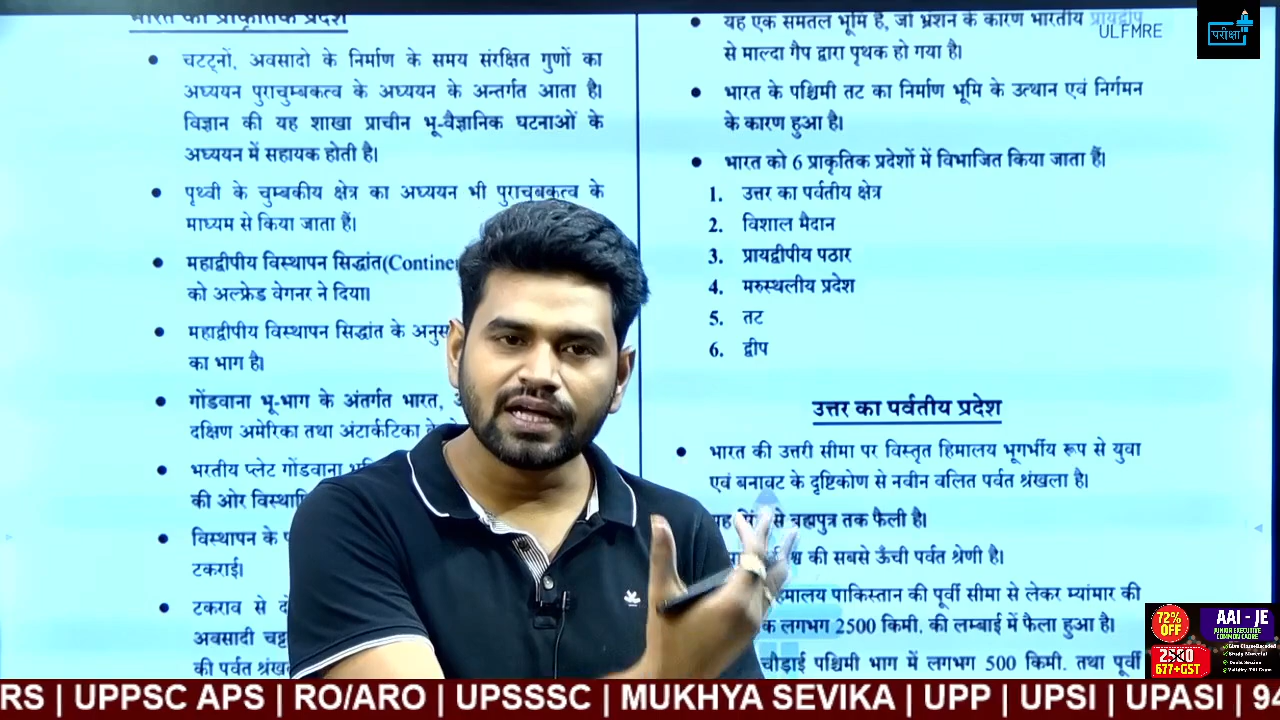 भारत का प्राकृतिक प्रदेश
चटट्नों, अवसादो के निर्माण के समय संरक्षित गुणों का
अध्ययन पुराचुम्बकत्व के अध्ययन के अन्तर्गत आता है।
विज्ञान की यह शाखा प्राचीन भू-वैज्ञानिक घटनाओं के
अध्ययन में सहायक होती है।
पृथ्वी के चुम्बकीय क्षेत्र का अध्ययन भी पुराचुबकत्व के
माध्यम से किया जाता हैं।
महाद्वीपीय विस्थापन सिद्धांत(Contine
को अल्फ्रेड वेगनर ने दिया।
महाद्वीपीय विस्थापन सिद्धांत के
का भाग है।
गोंडवाना भू-भाग के अंतर्गत भारत,
दक्षिण अमेरिका तथा अंटार्कटिका
भरतीय प्लेट गोंडवाना
की ओर
विस्थापन के
टकराई।
टकराव से
अवसादी
की पर्वत
यह एक समतल भूमि है, जो भ्रंशन के कारण भारतीय प्रायद्वीप
से माल्दा गैप द्वारा पृथक हो गया है।
भारत के पश्चिमी तट का निर्माण भूमि के उत्थान एवं निर्गमन
के कारण हुआ है।
भारत को 6 प्राकृतिक प्रदेशों में विभाजित किया जाता हैं।
1. उत्तर का पर्वतीय क्षेत्र
2. विशाल मैदान
3. प्रायद्वीपीय पठार
4. मरुस्थलीय प्रदेश
5. तट
6. द्वीप
उत्तर का पर्वतीय प्रदेश
भारत की उत्तरी सीमा पर विस्तृत हिमालय भूगर्भीय रूप से युवा
एवं बनावट के दृष्टिकोण से नवीन वलित पर्वत श्रंखला है।
से ब्रह्मपुत्र तक फैली है।
की सबसे ऊँची पर्वत श्रेणी है।
पाकिस्तान की पूर्वी सीमा से लेकर म्यांमार की
लगभग 2500 किमी. की लम्बाई में फैला हुआ है।
चौड़ाई पश्चिमी भाग में लगभग 500 किमी. तथा पूर्वी
ULFMRE
परीक्षा
72% OFF
AAI - JE
JUNIOR EXECUTIVE
COMMON CADRE
677+GST
RS | UPPSC APS | RO/ARO | UPSSSC | MUKHYA SEVIKA | UPP | UPSI | UPASI | 94